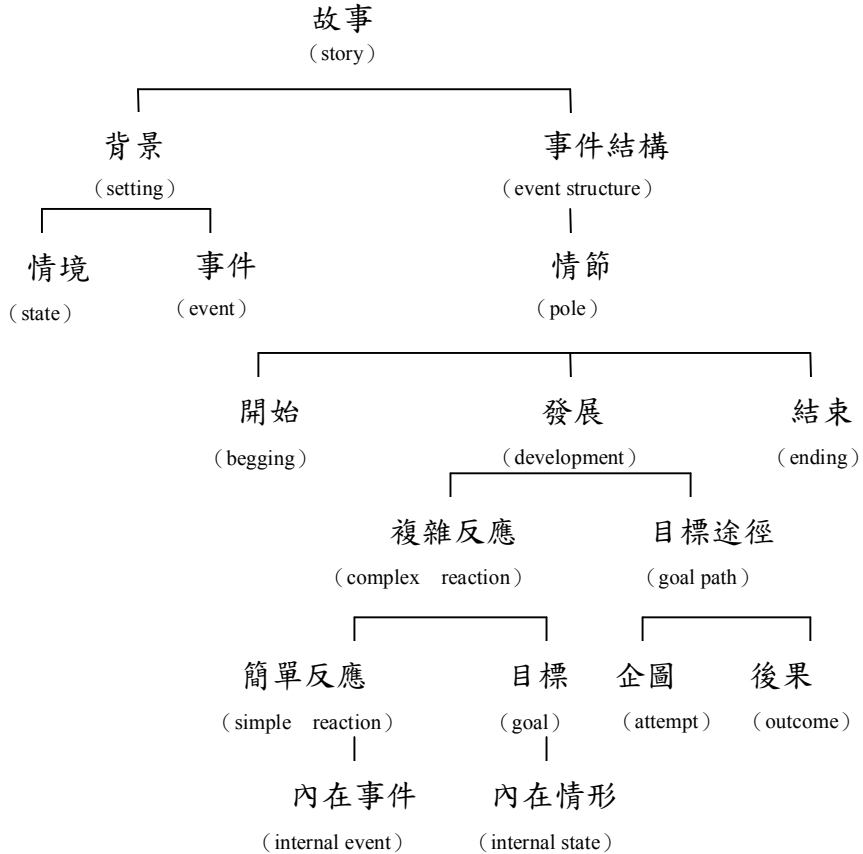 故事
（story）
背景 事件結構
（setting） （event structure）
情境 事件 情節
（state） （event） （pole）
開始 發展 結束
（begging） （development） （ending）
複雜反應 目標途徑
（complex reaction） （goal path）
簡單反應 目標 企圖 後果
（simple reaction） （goal） （attempt） （outcome）
內在事件 內在情形
（internal event） （internal state）